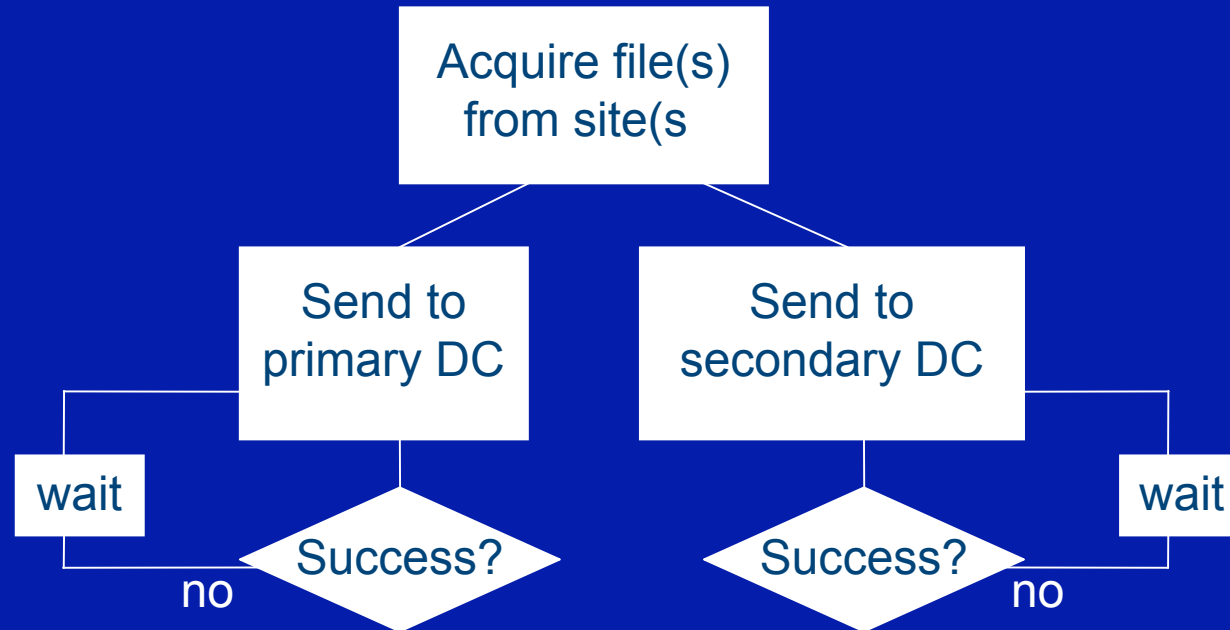 Acquire file(s)
from site(s
Send to
primary DC
Send to
secondary DC
wait
wait
Success?
Success?
no
no